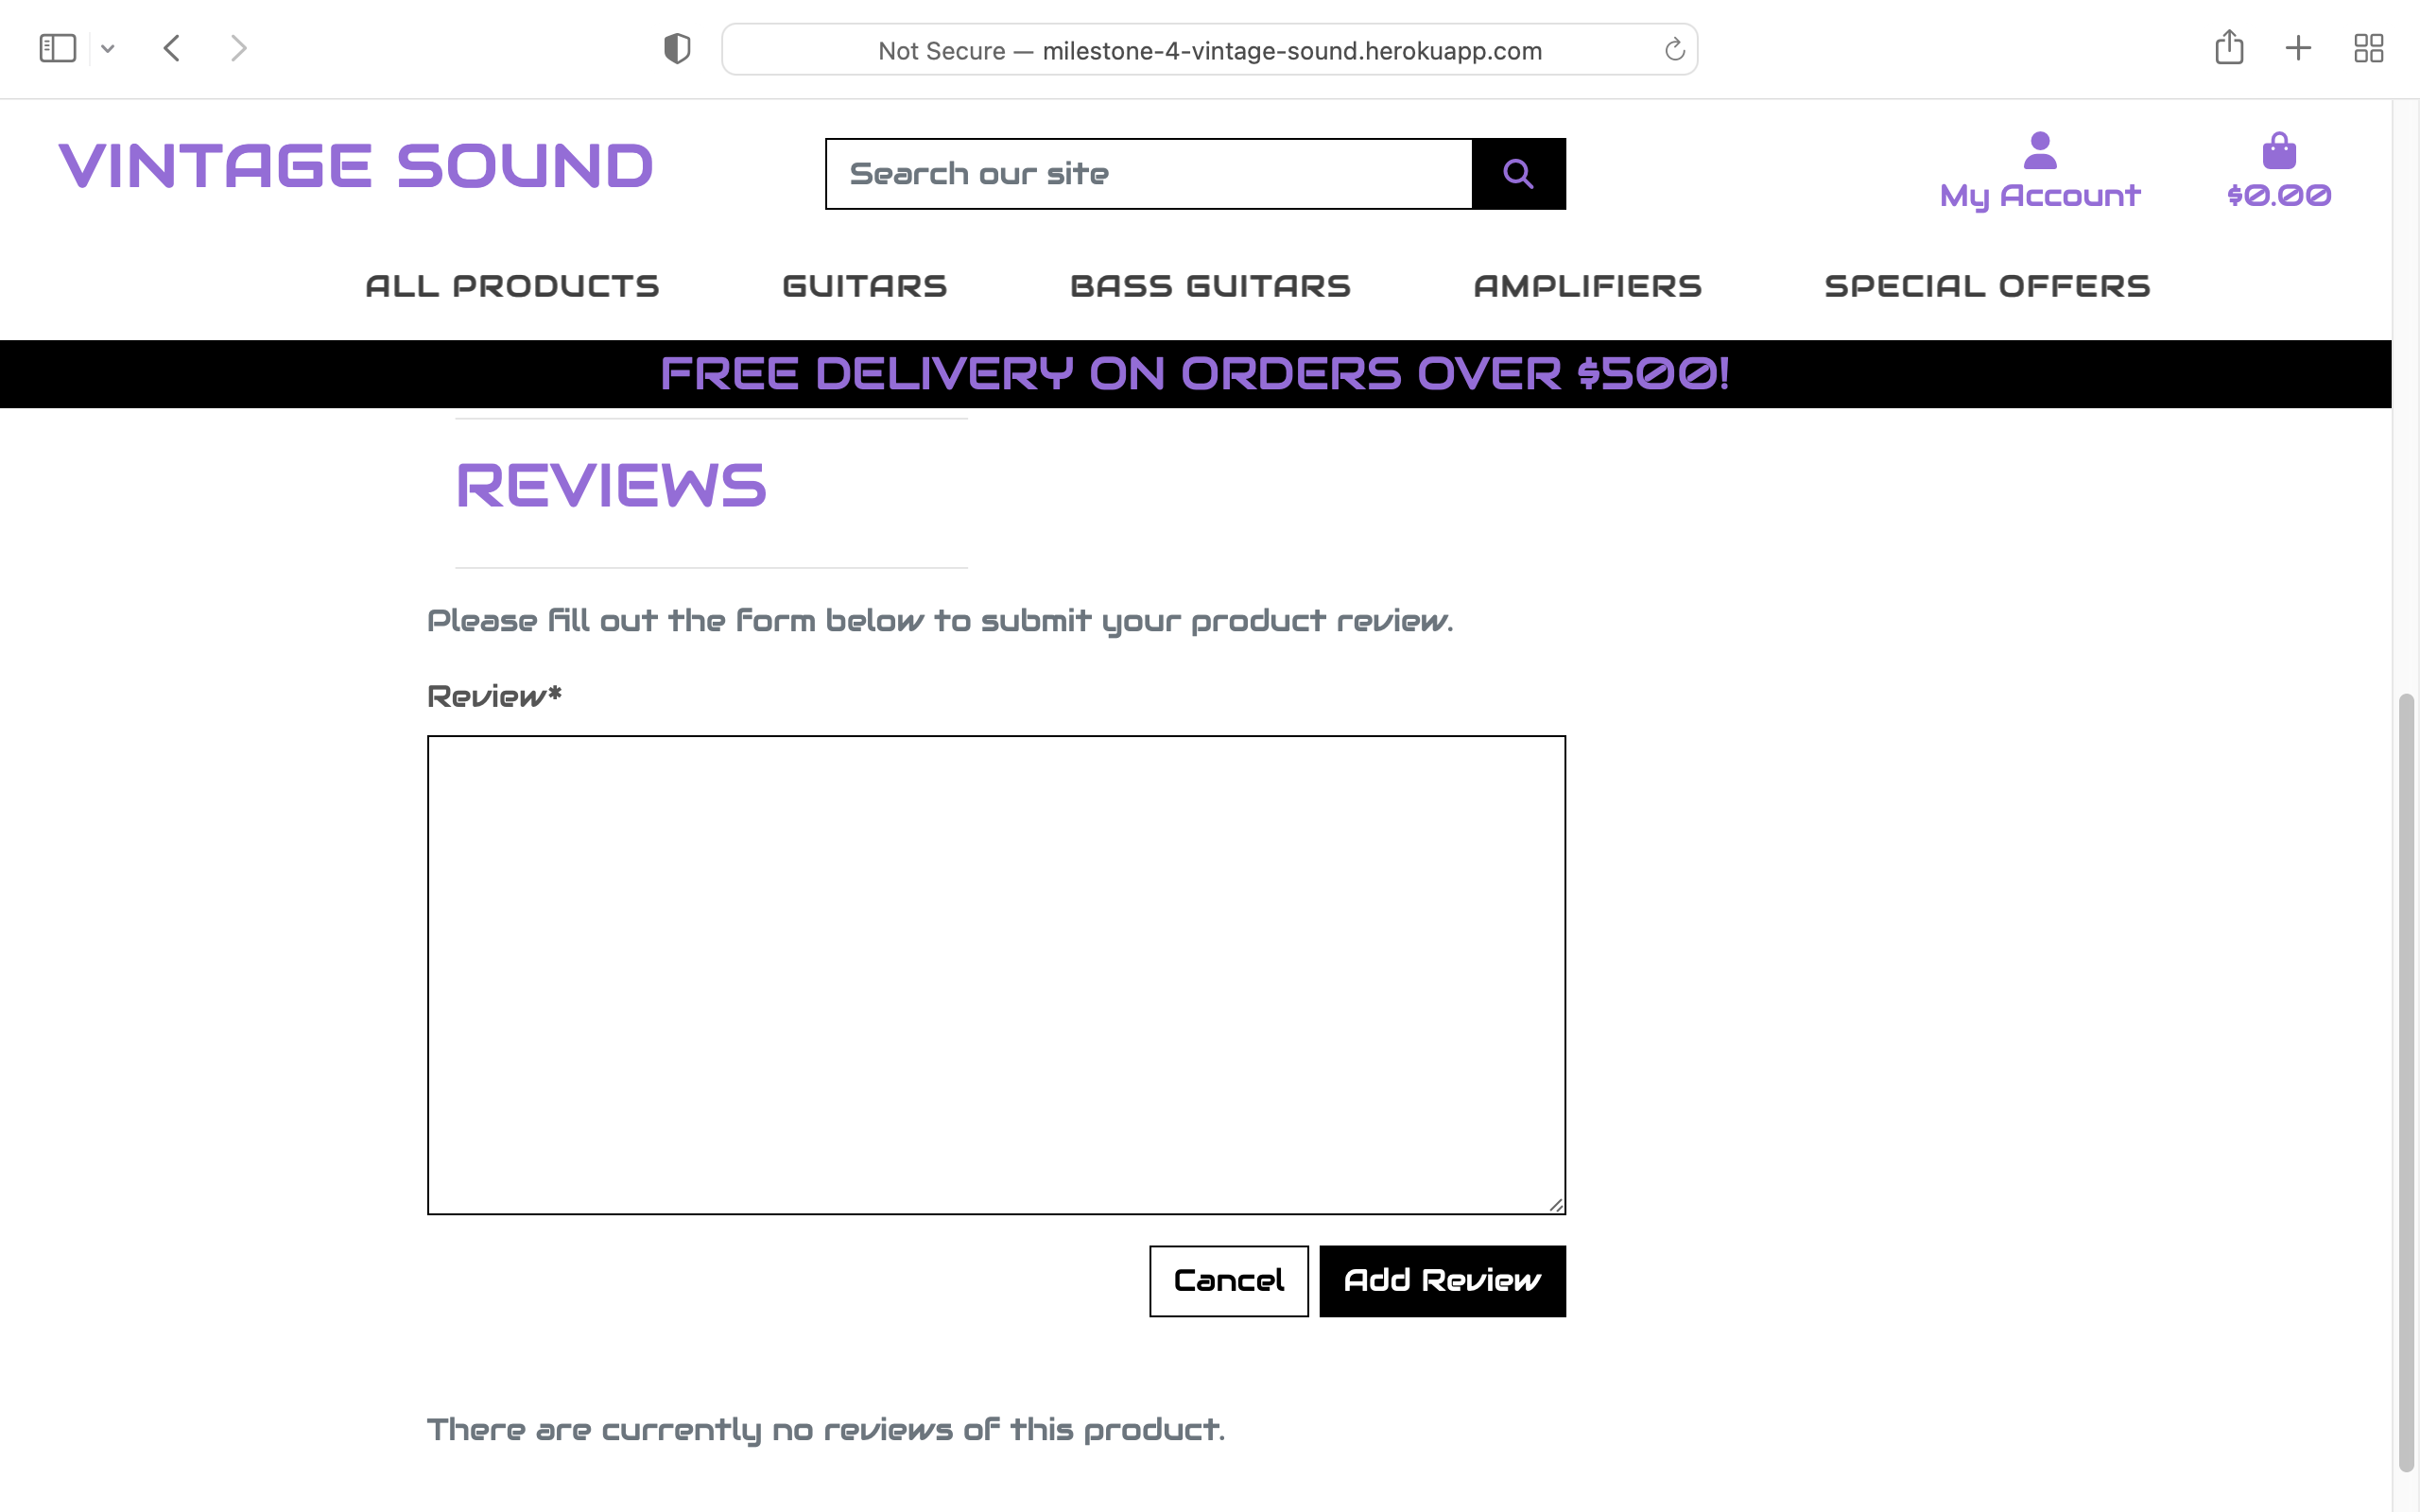 Not Secure — milestone-4-vintage-sound.herokuapp.com
VINTAGE SOUND
Search our site
My Account
$0.00
ALL PRODUCTS GUITARS BASS GUITARS AMPLIFIERS SPECIAL OFFERS
FREE DELIVERY ON ORDERS OVER $500!
REVIEWS
Please fill out the form below to submit your product review.
Review*
Cancel Add Review
There are currently no reviews of this product.